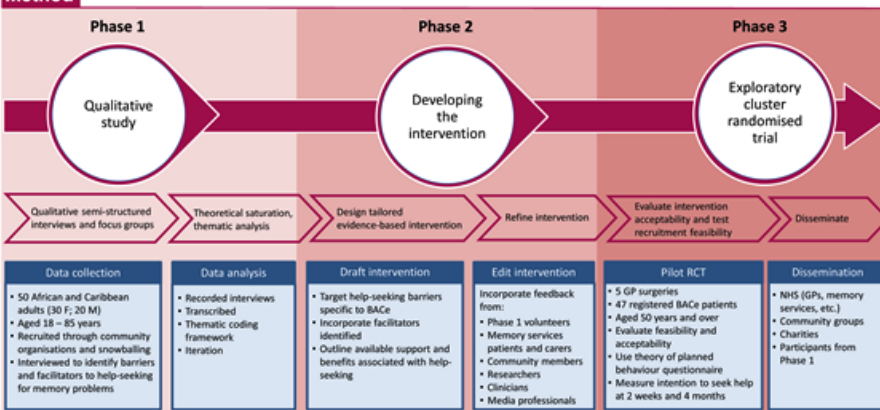 Method
Phase 1
Phase 2
Phase 3
Qualitative
study
Developing
the
intervention
Exploratory
cluster
randomised
trial
Qualitative semi-structured
interviews and focus groups
Theoretical saturation,
thematic analysis
Design tailored
evidence-based intervention
Refine intervention
Evaluate intervention
acceptability and test
recruitment feasibility
Disseminate
Data collection
• 50 African and Caribbean
adults (30 F; 20 M)
• Aged 18 – 85 years
• Recruited through community
organisations and snowballing
• Interviewed to identify barriers
and facilitators to help-seeking
for memory problems
Data analysis
• Recorded interviews
• Transcribed
• Thematic coding
framework
• Iteration
Draft intervention
• Target help-seeking barriers
specific to BACe
• Incorporate facilitators
identified
• Outline available support and
benefits associated with help-
seeking
Edit intervention
Incorporate feedback
from:
• Phase 1 volunteers
• Memory services
patients and carers
• Community members
• Researchers
• Clinicians
• Media professionals
Pilot RCT
• 5 GP surgeries
• 47 registered BACe patients
• Aged 50 years and over
• Evaluate feasibility and
acceptability
• Use theory of planned
behaviour questionnaire
• Measure intention to seek help
at 2 weeks and 4 months
Dissemination
• NHS (GPs, memory
services, etc.)
• Community groups
• Charities
• Participants from
Phase 1